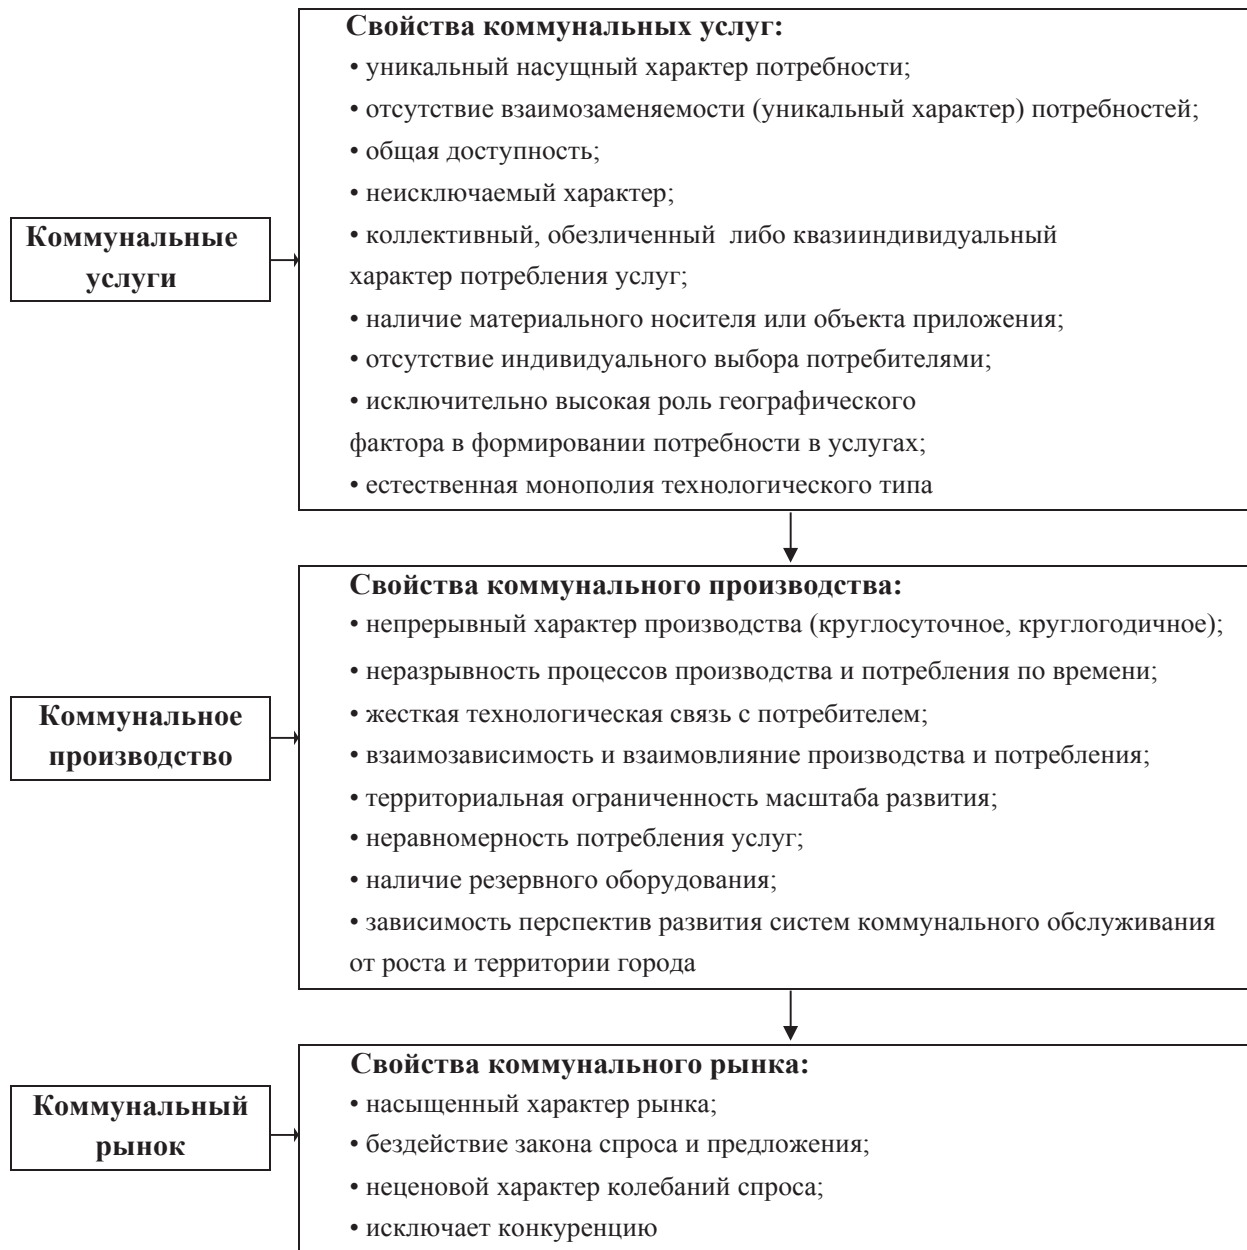 Свойства коммунальных услуг:
• уникальный насущный характер потребности;
• отсутствие взаимозаменяемости (уникальный характер) потребностей;
• общая доступность;
• неисключаемый характер;
Коммунальные
услуги
• коллективный, обезличенный либо квазииндивидуальный
характер потребления услуг;
• наличие материального носителя или объекта приложения;
• отсутствие индивидуального выбора потребителями;
• исключительно высокая роль географического
фактора в формировании потребности в услугах;
• естественная монополия технологического типа
Свойства коммунального производства:
• непрерывный характер производства (круглосуточное, круглогодичное);
• неразрывность процессов производства и потребления по времени;
Коммунальное
производство
• жесткая технологическая связь с потребителем;
• взаимозависимость и взаимовлияние производства и потребления;
• территориальная ограниченность масштаба развития;
• неравномерность потребления услуг;
• наличие резервного оборудования;
• зависимость перспектив развития систем коммунального обслуживания
от роста и территории города
Свойства коммунального рынка:
Коммунальный
рынок
• насыщенный характер рынка;
• бездействие закона спроса и предложения;
• неценовой характер колебаний спроса;
• исключает конкуренцию